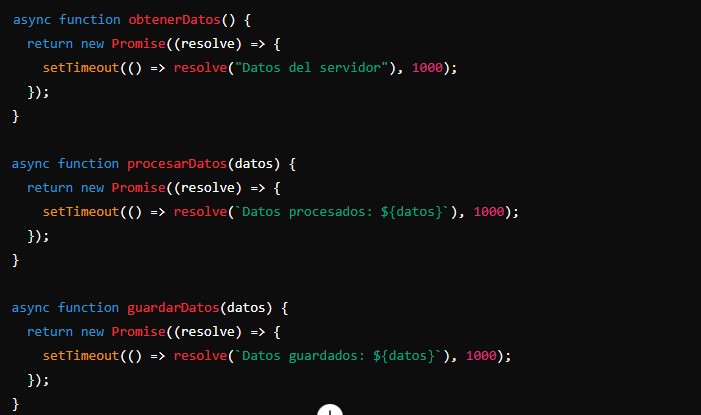 async function obtenerDatos() {
  return new Promise((resolve) => {
    setTimeout(() => resolve("Datos del servidor"), 1000);
  });
}

async function procesarDatos(datos) {
  return new Promise((resolve) => {
    setTimeout(() => resolve(`Datos procesados: ${datos}`), 1000);
  });
}

async function guardarDatos(datos) {
  return new Promise((resolve) => {
    setTimeout(() => resolve(`Datos guardados: ${datos}`), 1000);
  });
}